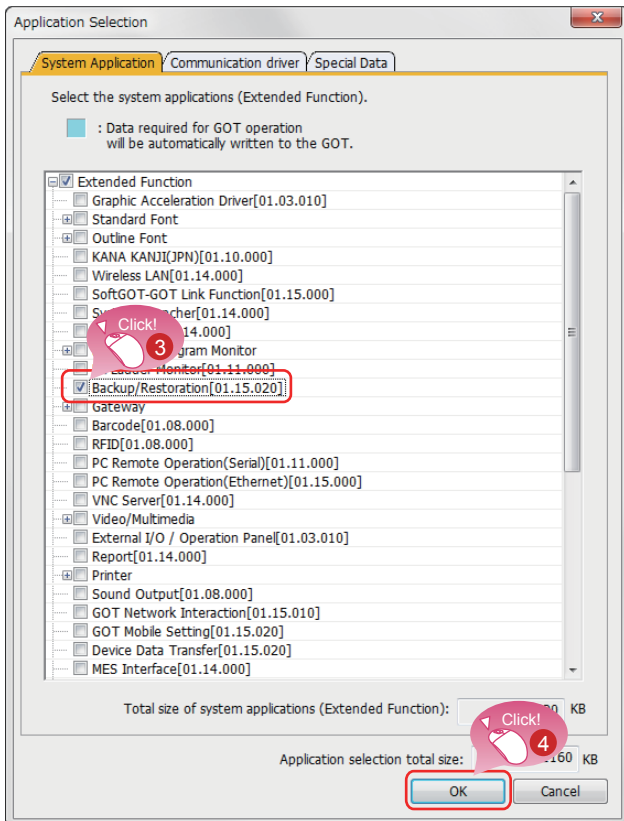 Application Selection
System Application
Communication driver
Special Data
Select the system applications (Extended Function).
: Data required for GOT operation
will be automatically written to the GOT.
Extended Function
Graphic Acceleration Driver[01.03.010]
Standard Font
Outline Font
KANA KANJI(JPN)[01.10.000]
Wireless LAN[01.14.000]
SoftGOT-GOT Link Function[01.15.000]
cher[01.14.000]
14.000]
Click!
3
gram Monitor
Monitor[01.11.000]
Backup/Restoration[01.15.020]
Gateway
Barcode[01.08.000]
RFID[01.08.000]
PC Remote Operation(Serial)[01.11.000]
PC Remote Operation(Ethernet)[01.15.000]
VNC Server[01.14.000]
Video/Multimedia
External I/O / Operation Panel[01.03.010]
Report[01.14.000]
Printer
Sound Output[01.08.000]
GOT Network Interaction[01.15.010]
GOT Mobile Setting[01.15.020]
Device Data Transfer[01.15.020]
MES Interface[01.14.000]
Total size of system applications (Extended Function): KB
Click!
4
Application selection total size: 160 KB
OK
Cancel